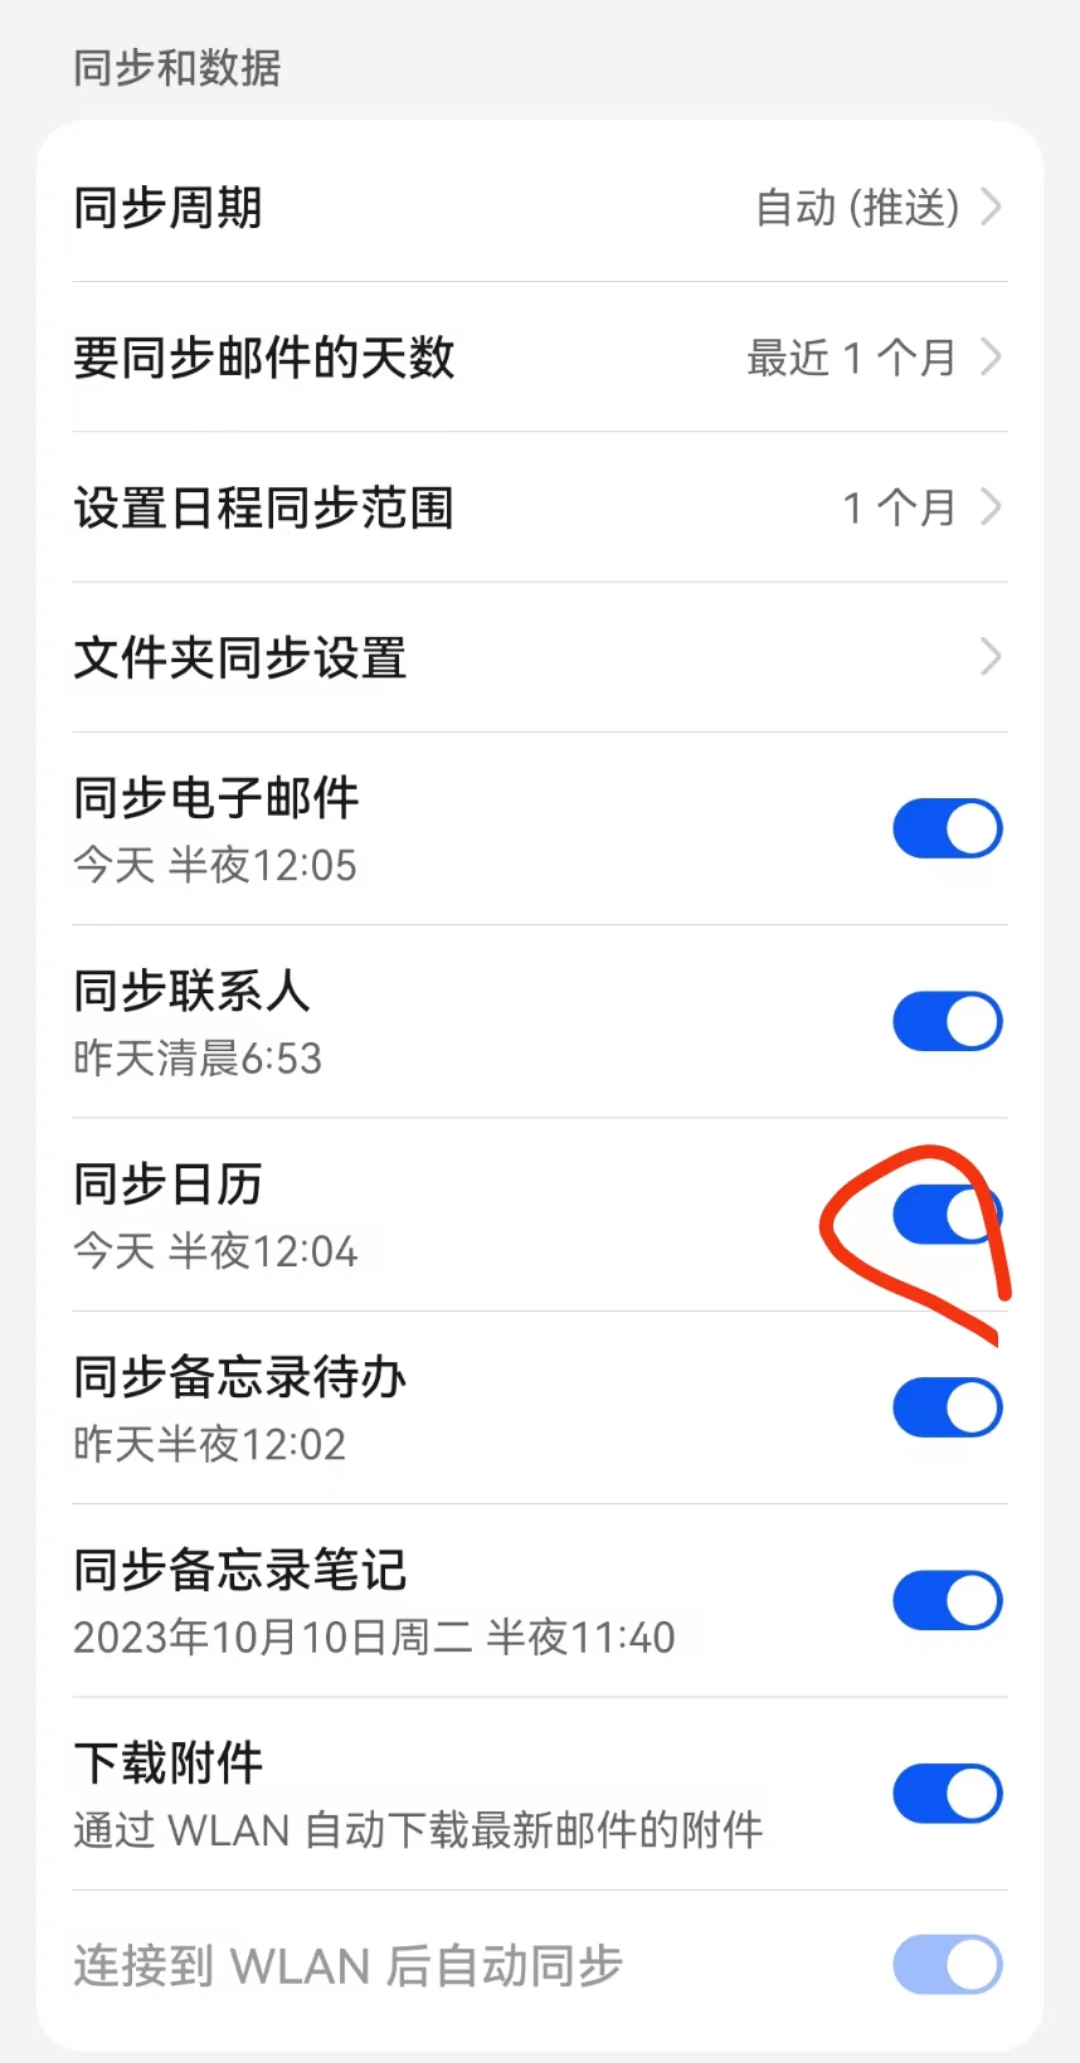 同步和数据
同步周期
自动 (推送)
要同步邮件的天数
最近 1 个月
设置日程同步范围
1 个月
文件夹同步设置
同步电子邮件
今天 半夜12:05
同步联系人
昨天清晨6:53
同步日历
今天 半夜12:04
同步备忘录待办
昨天半夜12:02
同步备忘录笔记
2023年10月10日周二 半夜11:40
下载附件
通过 WLAN 自动下载最新邮件的附件
连接到 WLAN 后自动同步